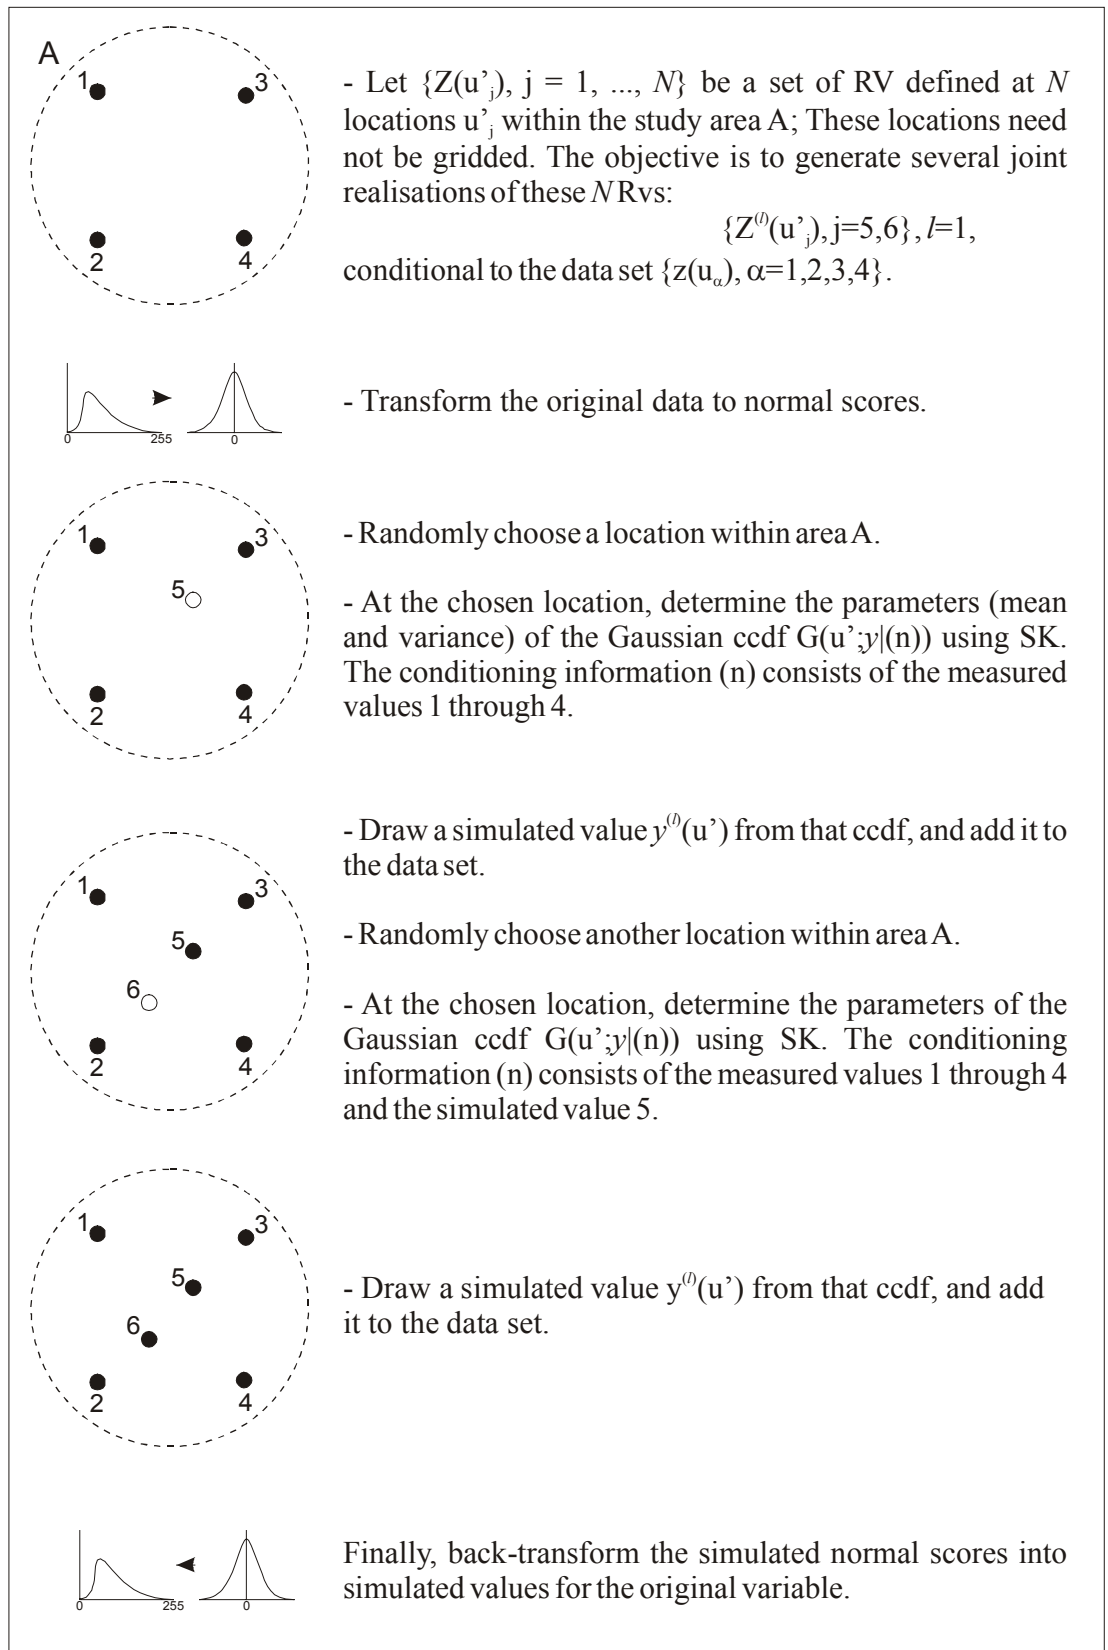 A
1
3
2
4
- Let {Z(u’j), j = 1, ..., N} be a set of RV defined at N
locations u’j within the study area A; These locations need
not be gridded. The objective is to generate several joint
realisations of these N Rvs:
{Z(l)(u’j), j=5,6}, l=1,
conditional to the data set {z(uα), α=1,2,3,4}.
0
255
0
- Transform the original data to normal scores.
1
3
5
2
4
- Randomly choose a location within area A.
- At the chosen location, determine the parameters (mean
and variance) of the Gaussian ccdf G(u’;y|(n)) using SK.
The conditioning information (n) consists of the measured
values 1 through 4.
1
3
5
6
2
4
- Draw a simulated value y(l)(u’) from that ccdf, and add it to
the data set.
- Randomly choose another location within area A.
- At the chosen location, determine the parameters of the
Gaussian ccdf G(u’;y|(n)) using SK. The conditioning
information (n) consists of the measured values 1 through 4
and the simulated value 5.
1
3
5
6
2
4
- Draw a simulated value y(l)(u’) from that ccdf, and add
it to the data set.
0
255
0
Finally, back-transform the simulated normal scores into
simulated values for the original variable.